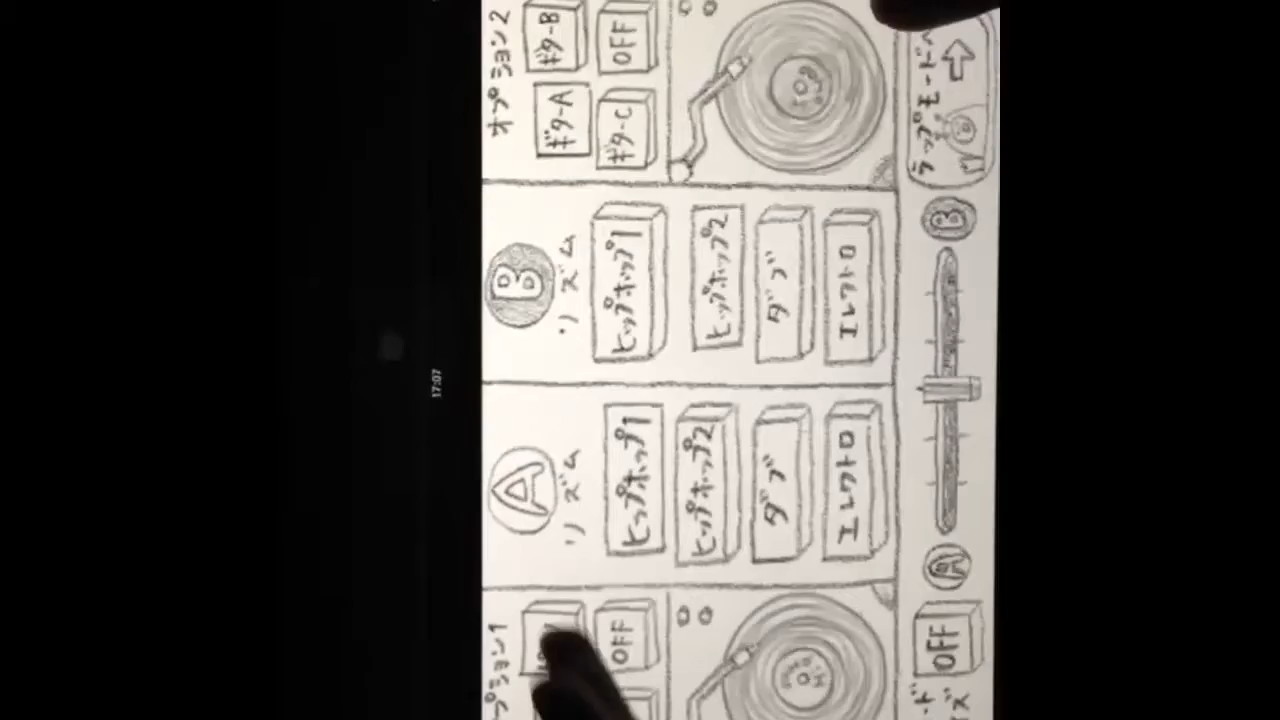 17:07
プション1
OFF
A
リズム
ヒップホップ1
ヒップホップ2
ダブ
エレクトロ
B
リズム
ヒップホップ1
ヒップホップ2
ダブ
エレクトロ
オプション2
ギターA
ギターB
ギターC
OFF
OFF
A
B
ラップモード